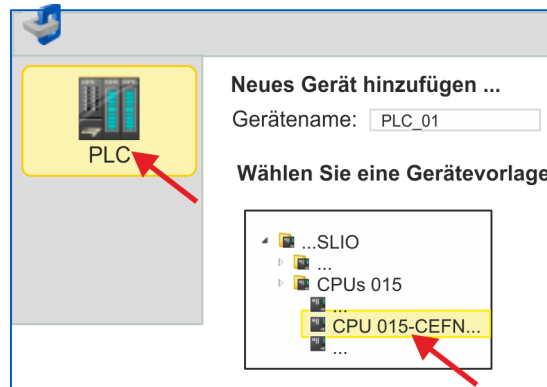 PLC
Neues Gerät hinzufügen ...
Gerätename: PLC_01
Wählen Sie eine Gerätevorlage
...SLIO
...
CPUs 015
...
CPU 015-CEFN...
...